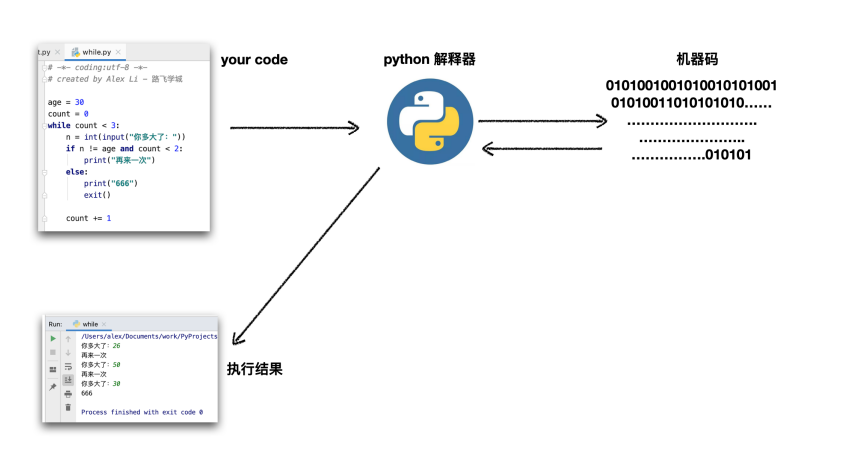 t.py × while.py ×
# -*- coding:utf-8 -*-
# created by Alex Li - 路飞学城
age = 30
count = 0
while count < 3:
n = int(input("你多大了: "))
if n != age and count < 2:
print("再来一次")
else:
print("666")
exit()
count += 1
your code
python 解释器
机器码
0101001001010010101001
01010011010101010......
..............................
........................
.................010101
Run: while ×
/Users/alex/Documents/work/PyProjects
你多大了: 26
再来一次
你多大了: 50
再来一次
你多大了: 30
666
Process finished with exit code 0
执行结果